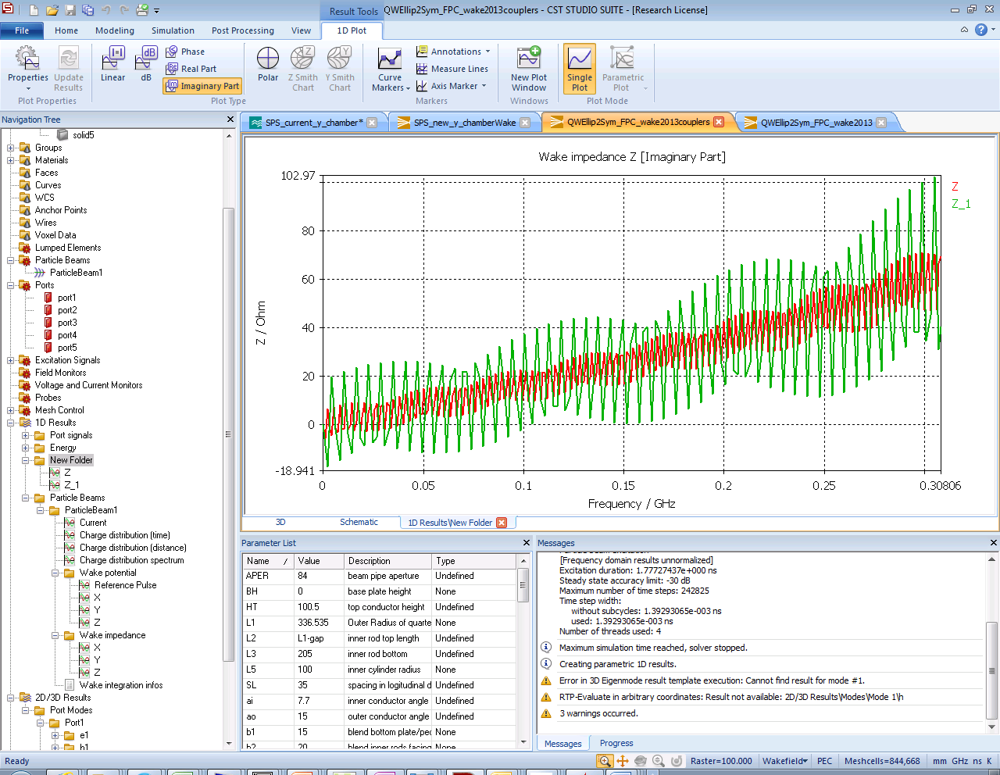 Result Tools
QWEllip2Sym_FPC_wake2013couplers - CST STUDIO SUITE - [Research License]
File Home Modeling Simulation Post Processing View 1D Plot
Properties
Update Results
Plot Properties
Linear
dB
Phase
Real Part
Imaginary Part
Plot Type
Polar
Z Smith Chart
Y Smith Chart
Curve Markers
Annotations
Measure Lines
Axis Marker
Markers
New Plot Window
Windows
Single Plot
Parametric Plot
Plot Mode
Navigation Tree
solid5
Groups
Materials
Faces
Curves
WCS
Anchor Points
Wires
Voxel Data
Lumped Elements
Particle Beams
ParticleBeam1
Ports
port1
port2
port3
port4
port5
Excitation Signals
Field Monitors
Voltage and Current Monitors
Probes
Mesh Control
1D Results
Port signals
Energy
New Folder
Z
Z_1
Particle Beams
ParticleBeam1
Current
Charge distribution (time)
Charge distribution (distance)
Charge distribution spectrum
Wake potential
Reference Pulse
X
Y
Z
Wake impedance
X
Y
Z
Wake integration infos
2D/3D Results
Port Modes
Port1
e1
h1
SPS_current_y_chamber* SPS_new_y_chamberWake QWEllip2Sym_FPC_wake2013couplers QWEllip2Sym_FPC_wake2013
Wake impedance Z [Imaginary Part]
102.97
80
60
40
20
0
-18.941
Z / Ohm
0 0.05 0.1 0.15 0.2 0.25 0.30806
Frequency / GHz
Z
Z_1
3D Schematic 1D Results\New Folder
Parameter List
Name / Value Description Type
APER 84 beam pipe aperture Undefined
BH 0 base plate height None
HT 100.5 top conductor height Undefined
L1 336.535 Outer Radius of quarte None
L2 L1-gap inner rod top length Undefined
L3 205 inner rod bottom Undefined
L5 100 inner cylinder radius None
SL 35 spacing in logitudinal d Undefined
ai 7.7 inner conductor angle Undefined
ao 15 outer conductor angle Undefined
b1 15 blend bottom plate/pec None
b2 20 blend inner rods facing Undefined
Messages
[Frequency domain results unnormalized]
Excitation duration: 1.77727437e+000 ns
Steady state accuracy limit: -30 dB
Maximum number of time steps: 242825
Time step width:
without subcycles: 1.39293065e-003 ns
used: 1.39293065e-003 ns
Number of threads used: 4
Maximum simulation time reached, solver stopped.
Creating parametric 1D results.
Error in 3D Eigenmode result template execution: Cannot find result for mode #1.
RTP-Evaluate in arbitrary coordinates: Result not available: 2D/3D Results\Modes\Mode 1\h
3 warnings occurred.
Messages Progress
Ready
Raster=100.000 Wakefield PEC Meshcells=844,668 mm GHz ns K